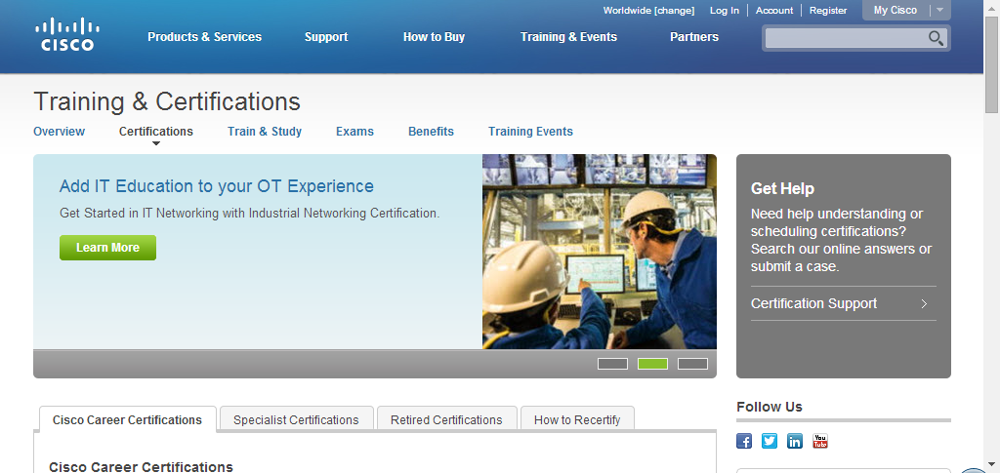 Worldwide [change] Log In Account Register My Cisco
CISCO
Products & Services Support How to Buy Training & Events Partners
Training & Certifications
Overview Certifications Train & Study Exams Benefits Training Events
Add IT Education to your OT Experience
Get Started in IT Networking with Industrial Networking Certification.
Learn More
Get Help
Need help understanding or
scheduling certifications?
Search our online answers or
submit a case.
Certification Support
Cisco Career Certifications Specialist Certifications Retired Certifications How to Recertify
Cisco Career Certifications
Follow Us
f in You Tube